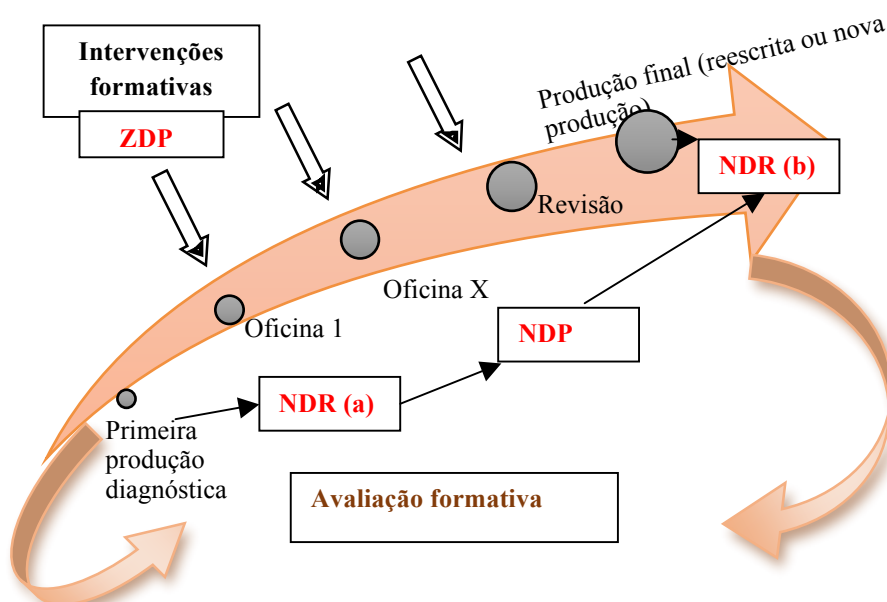 Intervenções
formativas
ZDP
Produção final (reescrita ou nova
produção)
NDR (b)
Revisão
Oficina X
Oficina 1
NDP
NDR (a)
Primeira
produção
diagnóstica
Avaliação formativa